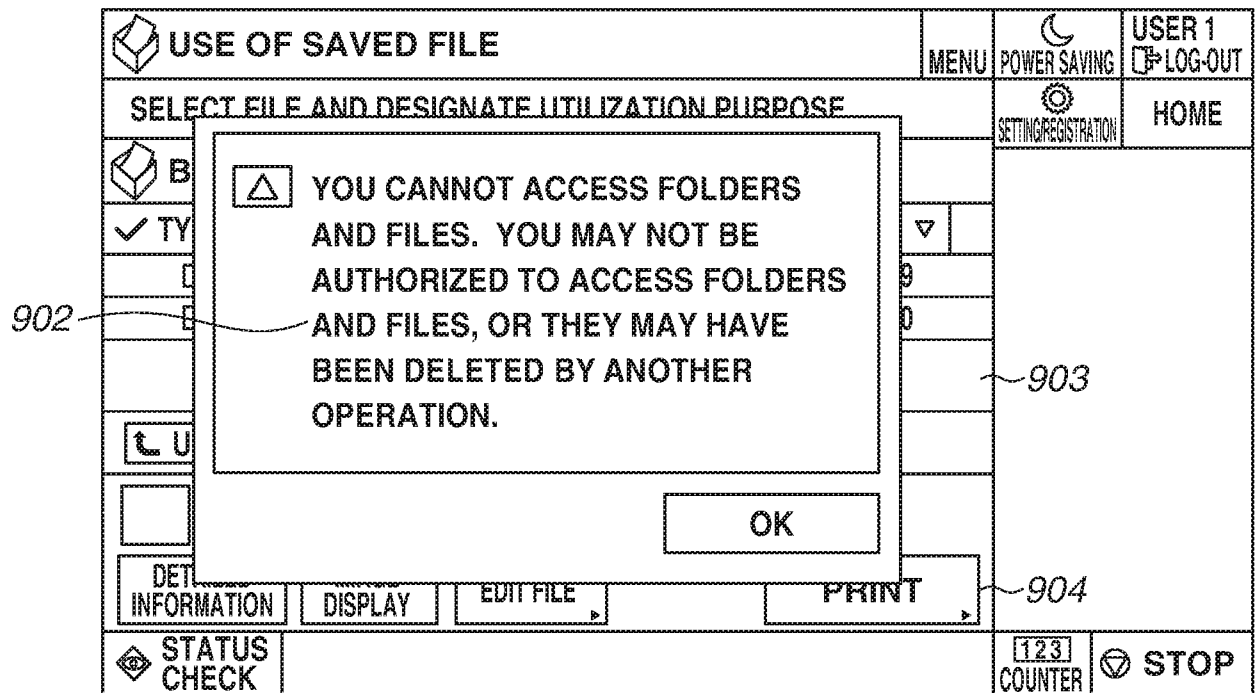 USE OF SAVED FILE
MENU
POWER SAVING
USER 1
LOG-OUT
SELECT FILE AND DESIGNATE UTILIZATION PURPOSE
SETTING/REGISTRATION
HOME
B
TY
9
0
YOU CANNOT ACCESS FOLDERS
AND FILES. YOU MAY NOT BE
AUTHORIZED TO ACCESS FOLDERS
AND FILES, OR THEY MAY HAVE
BEEN DELETED BY ANOTHER
OPERATION.
902
903
U
OK
INFORMATION
DISPLAY
EDIT FILE
PRINT
904
STATUS
CHECK
123
COUNTER
STOP